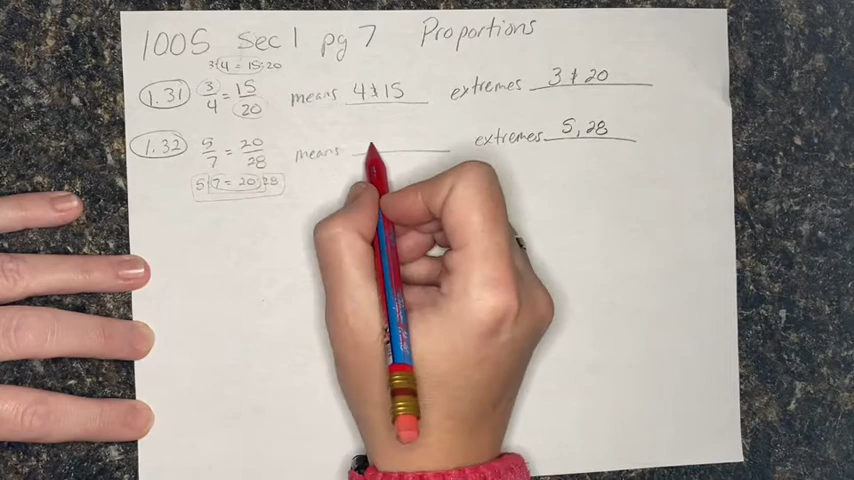 1005 Sec 1 pg 7 Proportions
3(4 = 15)20
1.31 3/4 = 15/20 means 4 & 15 extremes 3 & 20
1.32 5/7 = 20/28 means extremes 5, 28
5(7 = 20)28